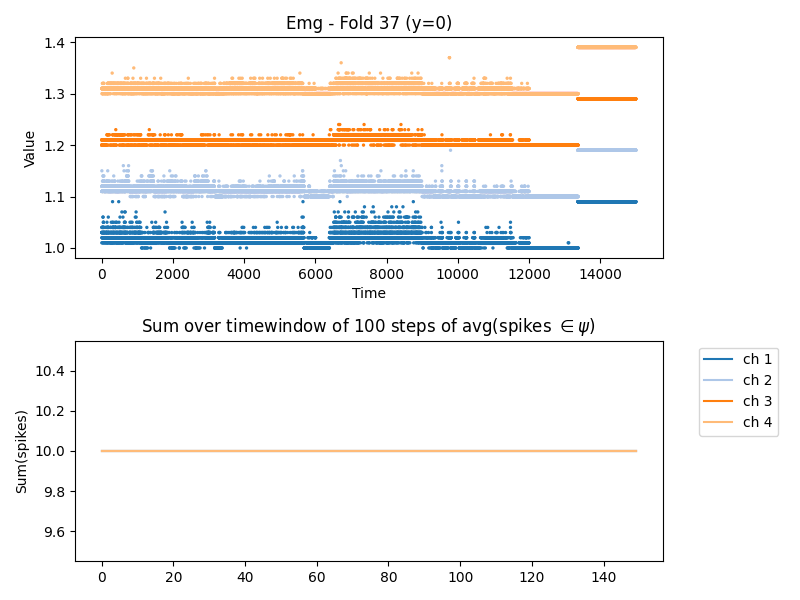 Emg - Fold 37 (y=0)
Value
1.4
1.3
1.2
1.1
1.0
0 2000 4000 6000 8000 10000 12000 14000
Time
Sum over timewindow of 100 steps of avg(spikes ∈ψ)
Sum(spikes)
10.4
10.2
10.0
9.8
9.6
0 20 40 60 80 100 120 140
ch 1
ch 2
ch 3
ch 4